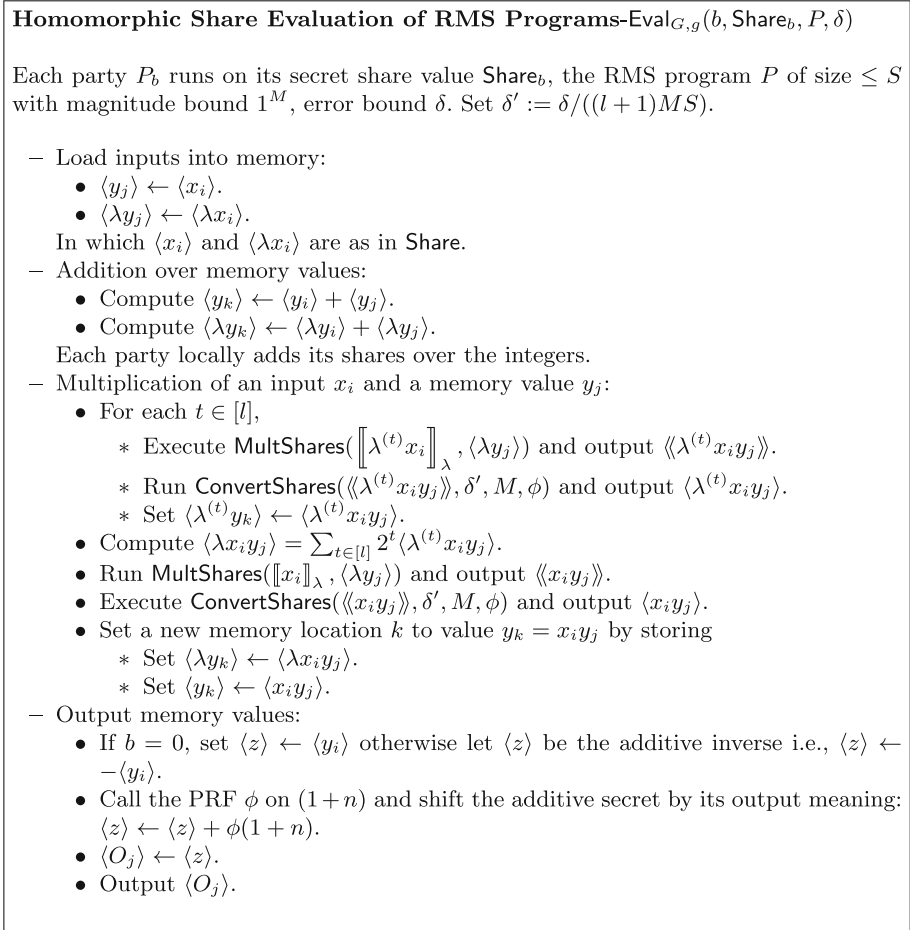 Homomorphic Share Evaluation of RMS Programs-Eval_{G,g}(b, Share_b, P, δ)
Each party P_b runs on its secret share value Share_b, the RMS program P of size ≤ S
with magnitude bound 1^M, error bound δ. Set δ′ := δ/((l + 1)MS).
– Load inputs into memory:
• ⟨y_j⟩ ← ⟨x_i⟩.
• ⟨λy_j⟩ ← ⟨λx_i⟩.
In which ⟨x_i⟩ and ⟨λx_i⟩ are as in Share.
– Addition over memory values:
• Compute ⟨y_k⟩ ← ⟨y_i⟩ + ⟨y_j⟩.
• Compute ⟨λy_k⟩ ← ⟨λy_i⟩ + ⟨λy_j⟩.
Each party locally adds its shares over the integers.
– Multiplication of an input x_i and a memory value y_j:
• For each t ∈ [l],
∗ Execute MultShares(⟦λ^{(t)}x_i⟧_λ, ⟨λy_j⟩) and output ⟪λ^{(t)}x_iy_j⟫.
∗ Run ConvertShares(⟪λ^{(t)}x_iy_j⟫, δ′, M, ϕ) and output ⟨λ^{(t)}x_iy_j⟩.
∗ Set ⟨λ^{(t)}y_k⟩ ← ⟨λ^{(t)}x_iy_j⟩.
• Compute ⟨λx_iy_j⟩ = ∑_{t∈[l]} 2^t⟨λ^{(t)}x_iy_j⟩.
• Run MultShares(⟦x_i⟧_λ, ⟨λy_j⟩) and output ⟪x_iy_j⟫.
• Execute ConvertShares(⟪x_iy_j⟫, δ′, M, ϕ) and output ⟨x_iy_j⟩.
• Set a new memory location k to value y_k = x_iy_j by storing
∗ Set ⟨λy_k⟩ ← ⟨λx_iy_j⟩.
∗ Set ⟨y_k⟩ ← ⟨x_iy_j⟩.
– Output memory values:
• If b = 0, set ⟨z⟩ ← ⟨y_i⟩ otherwise let ⟨z⟩ be the additive inverse i.e., ⟨z⟩ ←
−⟨y_i⟩.
• Call the PRF ϕ on (1+n) and shift the additive secret by its output meaning:
⟨z⟩ ← ⟨z⟩ + ϕ(1 + n).
• ⟨O_j⟩ ← ⟨z⟩.
• Output ⟨O_j⟩.